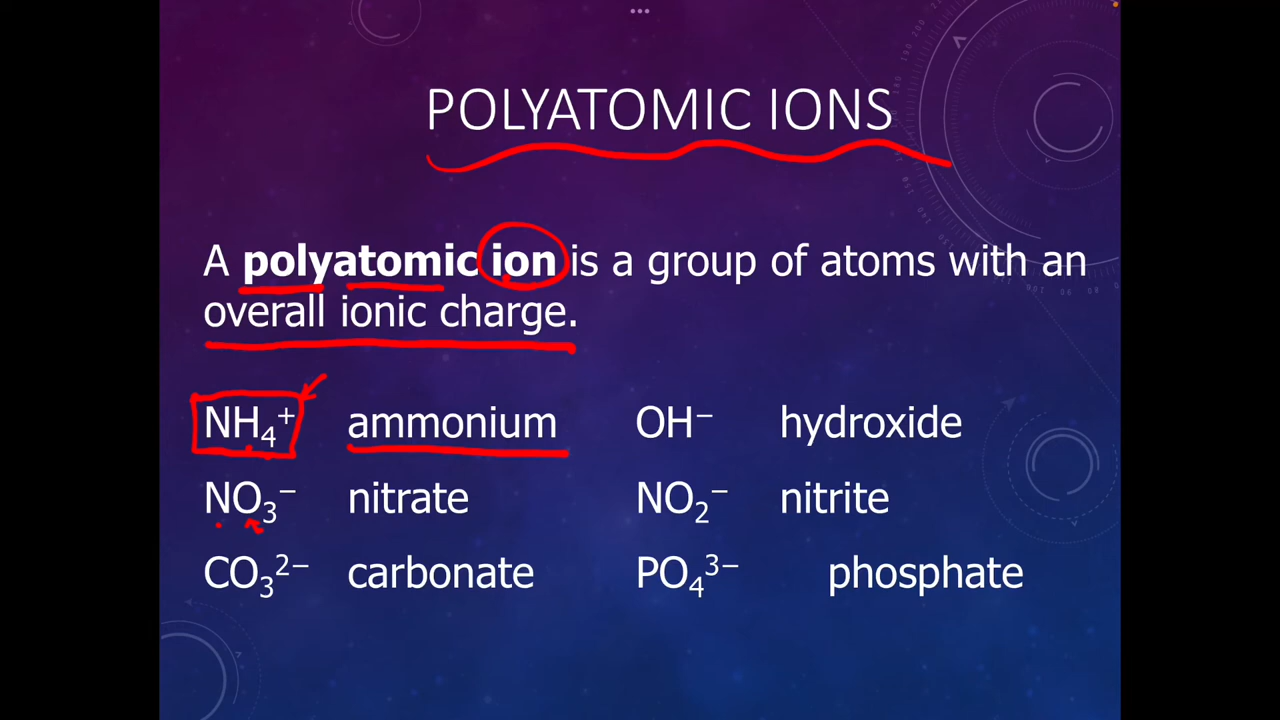 POLYATOMIC IONS
A polyatomic ion is a group of atoms with an
overall ionic charge.
NH₄⁺ ammonium OH⁻ hydroxide
NO₃⁻ nitrate NO₂⁻ nitrite
CO₃²⁻ carbonate PO₄³⁻ phosphate